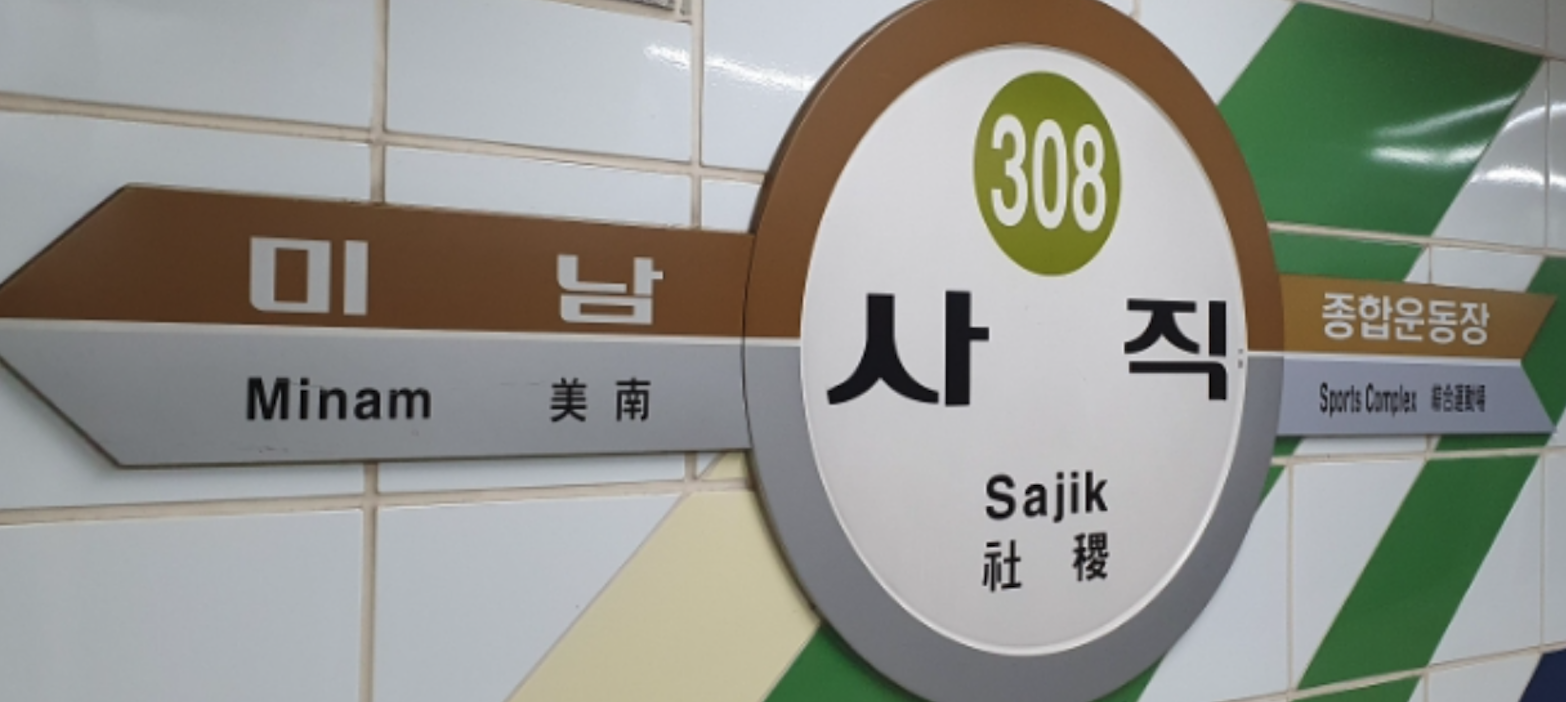 308
미남
Minam 美南
사직
Sajik
社稷
종합운동장
Sports Complex 綜合運動場